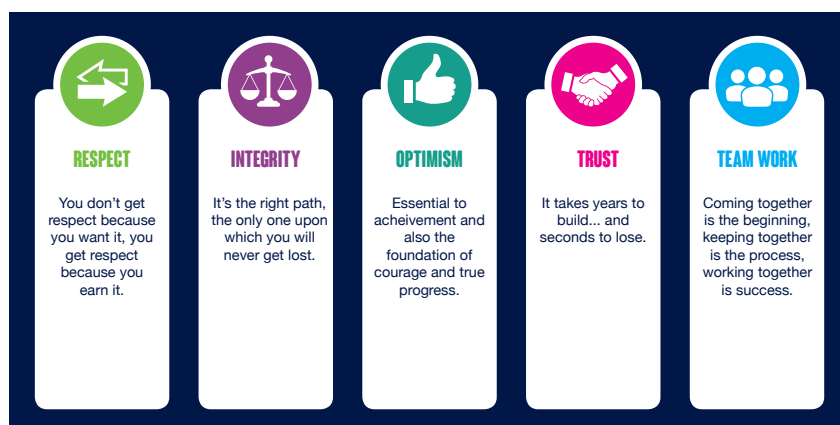 RESPECT
You don't get
respect because
you want it, you
get respect
because you
earn it.
INTEGRITY
It's the right path,
the only one upon
which you will
never get lost.
OPTIMISM
Essential to
acheivement and
also the
foundation of
courage and true
progress.
TRUST
It takes years to
build... and
seconds to lose.
TEAM WORK
Coming together
is the beginning,
keeping together
is the process,
working together
is success.